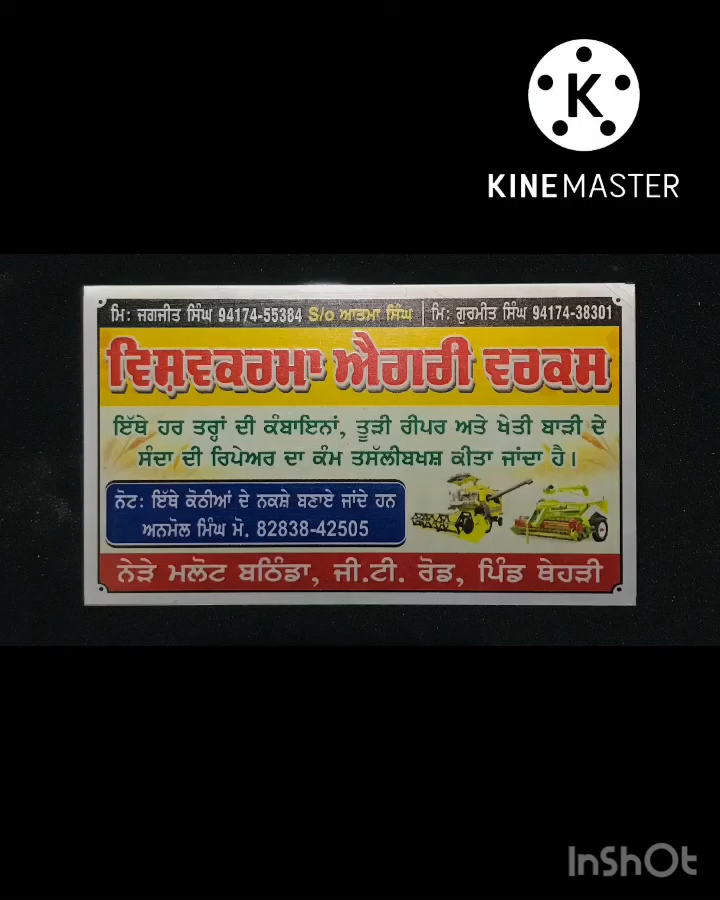 KINEMASTER
ਮਿ: ਜਗਜੀਤ ਸਿੰਘ 94174-55384 S/o ਆਤਮਾ ਸਿੰਘ | ਮਿ: ਗੁਰਮੀਤ ਸਿੰਘ 94174-38301
ਵਿਸ਼ਵਕਰਮਾ ਐਗਰੀ ਵਰਕਸ
ਇੱਥੇ ਹਰ ਤਰ੍ਹਾਂ ਦੀ ਕੰਬਾਇਨਾਂ, ਤੂੜੀ ਰੀਪਰ ਅਤੇ ਖੇਤੀ ਬਾੜੀ ਦੇ
ਸੰਦਾ ਦੀ ਰਿਪੇਅਰ ਦਾ ਕੰਮ ਤਸੱਲੀਬਖਸ਼ ਕੀਤਾ ਜਾਂਦਾ ਹੈ।
ਨੋਟ: ਇੱਥੇ ਕੋਠੀਆਂ ਦੇ ਨਕਸ਼ੇ ਬਣਾਏ ਜਾਂਦੇ ਹਨ
ਅਨਮੋਲ ਸਿੰਘ ਮੋ. 82838-42505
ਨੇੜੇ ਮਲੋਟ ਬਠਿੰਡਾ, ਜੀ.ਟੀ. ਰੋਡ, ਪਿੰਡ ਥੇਹੜੀ
InShOt